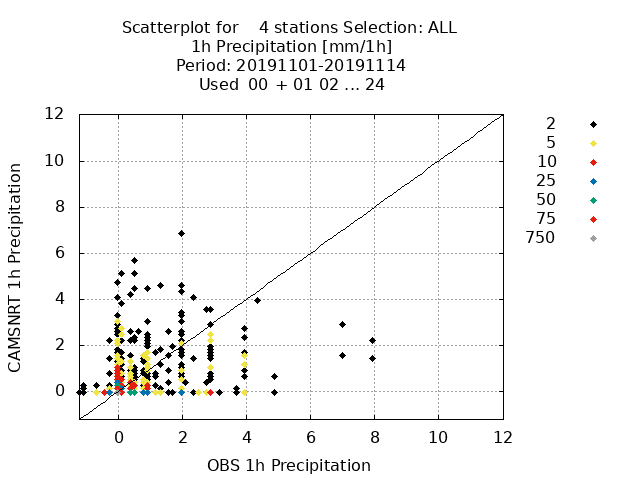 Scatterplot for    4 stations Selection: ALL
1h Precipitation [mm/1h]
Period: 20191101-20191114
Used  00 + 01 02 ... 24
12
10
8
6
4
2
0
CAMSNRT 1h Precipitation
0 2 4 6 8 10 12
OBS 1h Precipitation
2
5
10
25
50
75
750